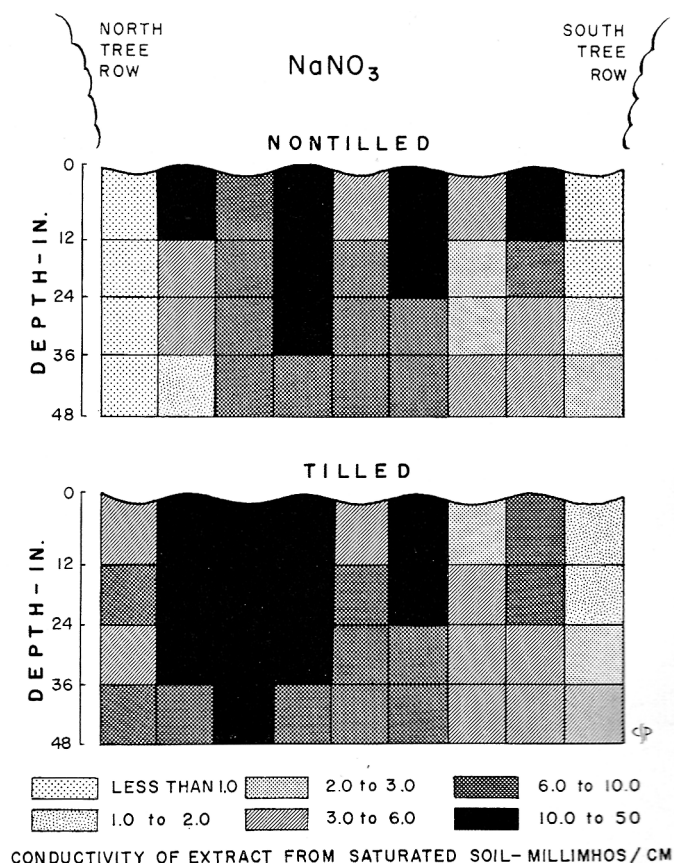 NORTH
TREE
ROW
NaNO3
SOUTH
TREE
ROW
NONTILLED
DEPTH-IN.
0
12
24
36
48
TILLED
DEPTH-IN.
0
12
24
36
48
LESS THAN 1.0
2.0 to 3.0
6.0 to 10.0
1.0 to 2.0
3.0 to 6.0
10.0 to 50
CONDUCTIVITY OF EXTRACT FROM SATURATED SOIL-MILLIMHOS/CM